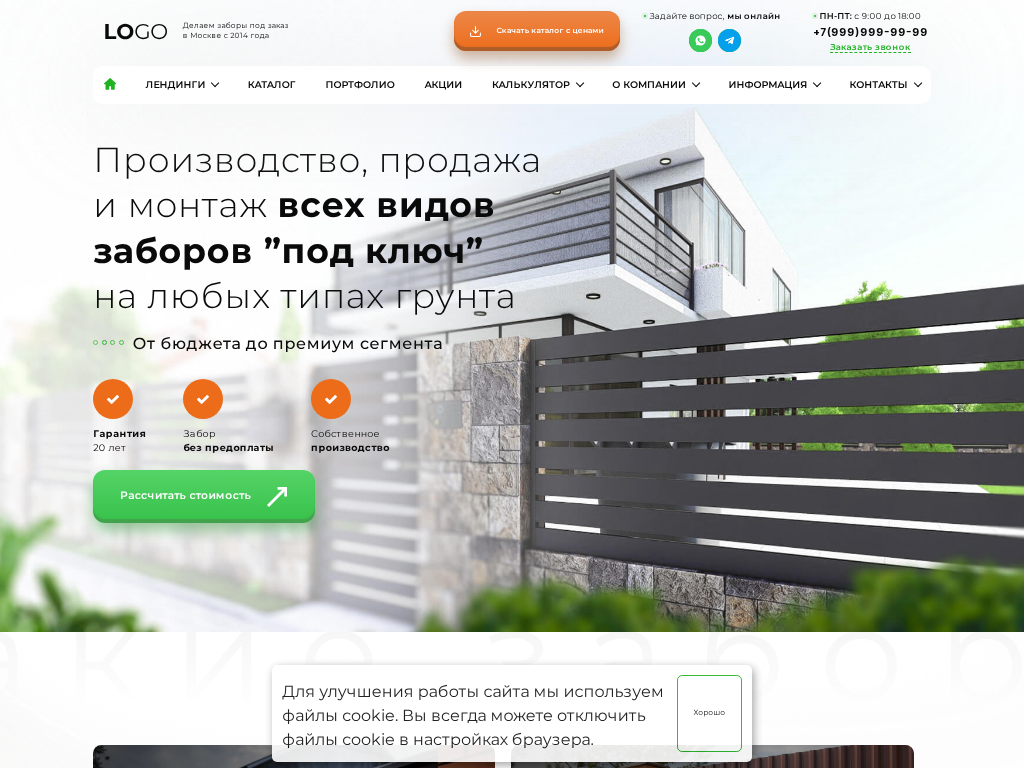 LOGO
Делаем заборы под заказ
в Москве с 2014 года
Скачать каталог с ценами
Задайте вопрос, мы онлайн
ПН-ПТ: с 9:00 до 18:00
+7(999)999-99-99
Заказать звонок
ЛЕНДИНГИ КАТАЛОГ ПОРТФОЛИО АКЦИИ КАЛЬКУЛЯТОР О КОМПАНИИ ИНФОРМАЦИЯ КОНТАКТЫ
Производство, продажа
и монтаж всех видов
заборов ”под ключ”
на любых типах грунта
От бюджета до премиум сегмента
Гарантия
20 лет
Забор
без предоплаты
Собственное
производство
Рассчитать стоимость
Для улучшения работы сайта мы используем
файлы cookie. Вы всегда можете отключить
файлы cookie в настройках браузера.
Хорошо